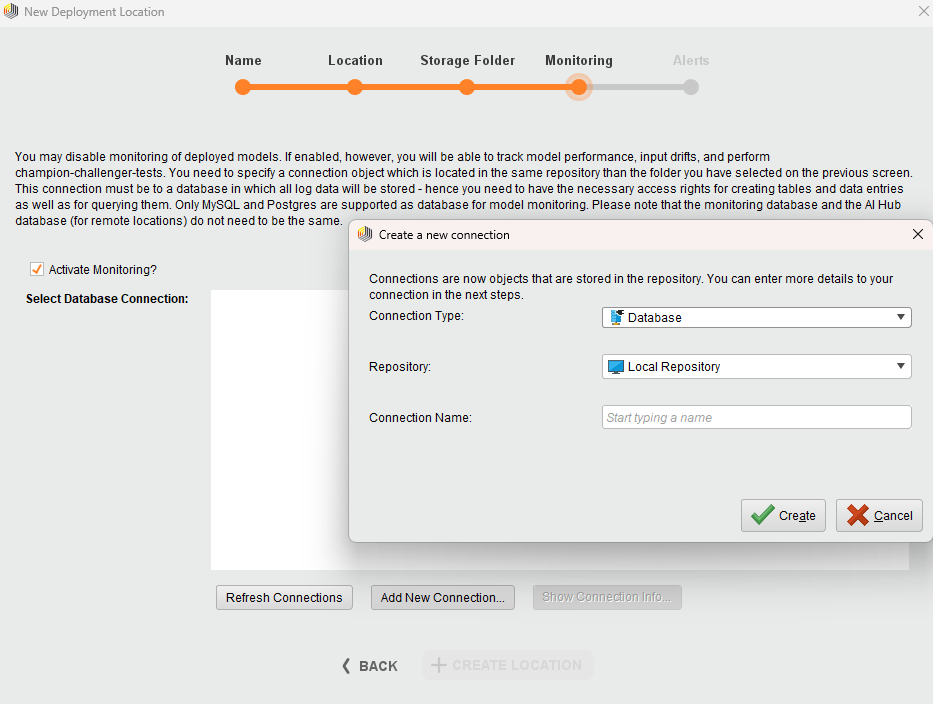 New Deployment Location
Name
Location
Storage Folder
Monitoring
Alerts
You may disable monitoring of deployed models. If enabled, however, you will be able to track model performance, input drifts, and perform
champion-challenger-tests. You need to specify a connection object which is located in the same repository than the folder you have selected on the previous screen.
This connection must be to a database in which all log data will be stored - hence you need to have the necessary access rights for creating tables and data entries
as well as for querying them. Only MySQL and Postgres are supported as database for model monitoring. Please note that the monitoring database and the AI Hub
database (for remote locations) do not need to be the same.
Activate Monitoring?
Select Database Connection:
Create a new connection
Connections are now objects that are stored in the repository. You can enter more details to your
connection in the next steps.
Connection Type:
Database
Repository:
Local Repository
Connection Name:
Start typing a name
Create
Cancel
Refresh Connections
Add New Connection...
Show Connection Info...
BACK
CREATE LOCATION